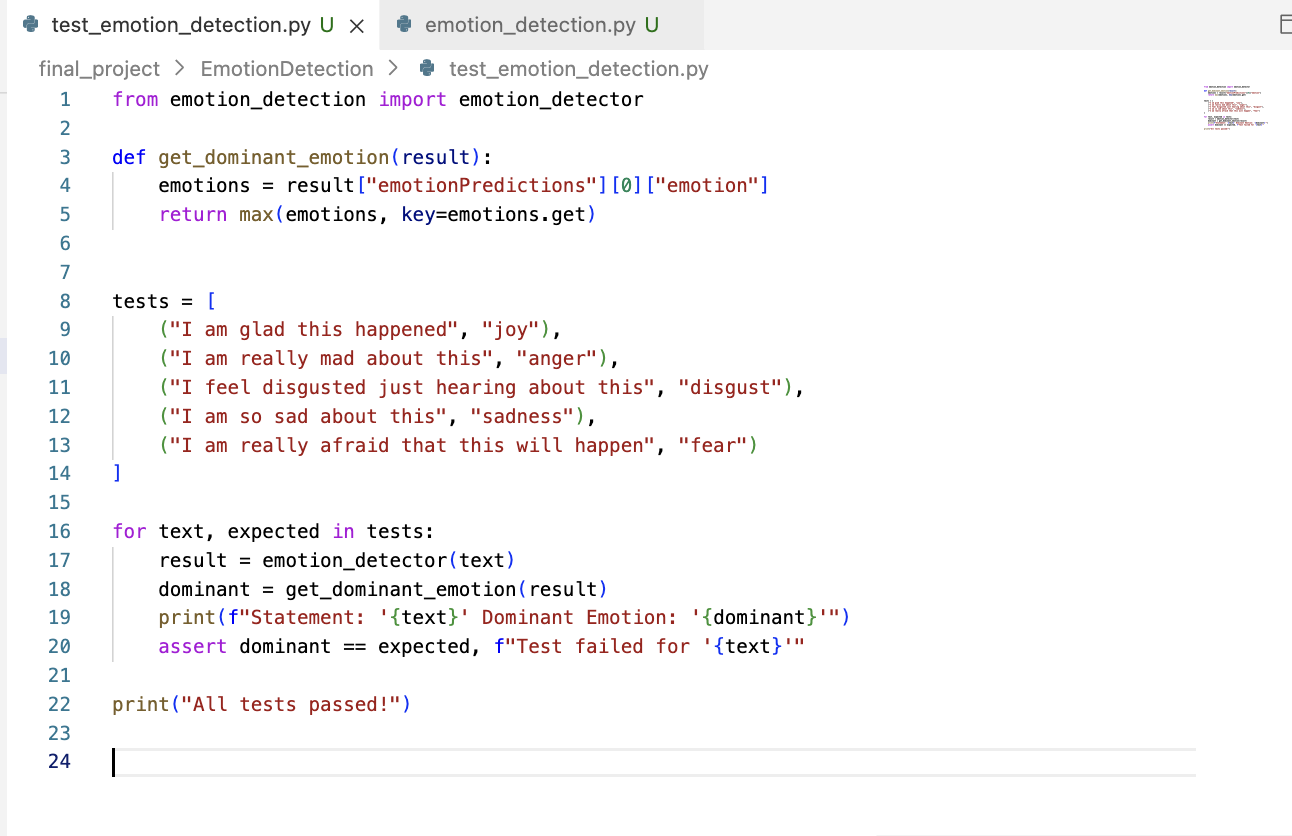 test_emotion_detection.py U
emotion_detection.py U
final_project > EmotionDetection > test_emotion_detection.py
1 from emotion_detection import emotion_detector
2
3 def get_dominant_emotion(result):
4     emotions = result["emotionPredictions"][0]["emotion"]
5     return max(emotions, key=emotions.get)
6
7
8 tests = [
9     ("I am glad this happened", "joy"),
10     ("I am really mad about this", "anger"),
11     ("I feel disgusted just hearing about this", "disgust"),
12     ("I am so sad about this", "sadness"),
13     ("I am really afraid that this will happen", "fear")
14 ]
15
16 for text, expected in tests:
17     result = emotion_detector(text)
18     dominant = get_dominant_emotion(result)
19     print(f"Statement: '{text}' Dominant Emotion: '{dominant}'")
20     assert dominant == expected, f"Test failed for '{text}'"
21
22 print("All tests passed!")
23
24